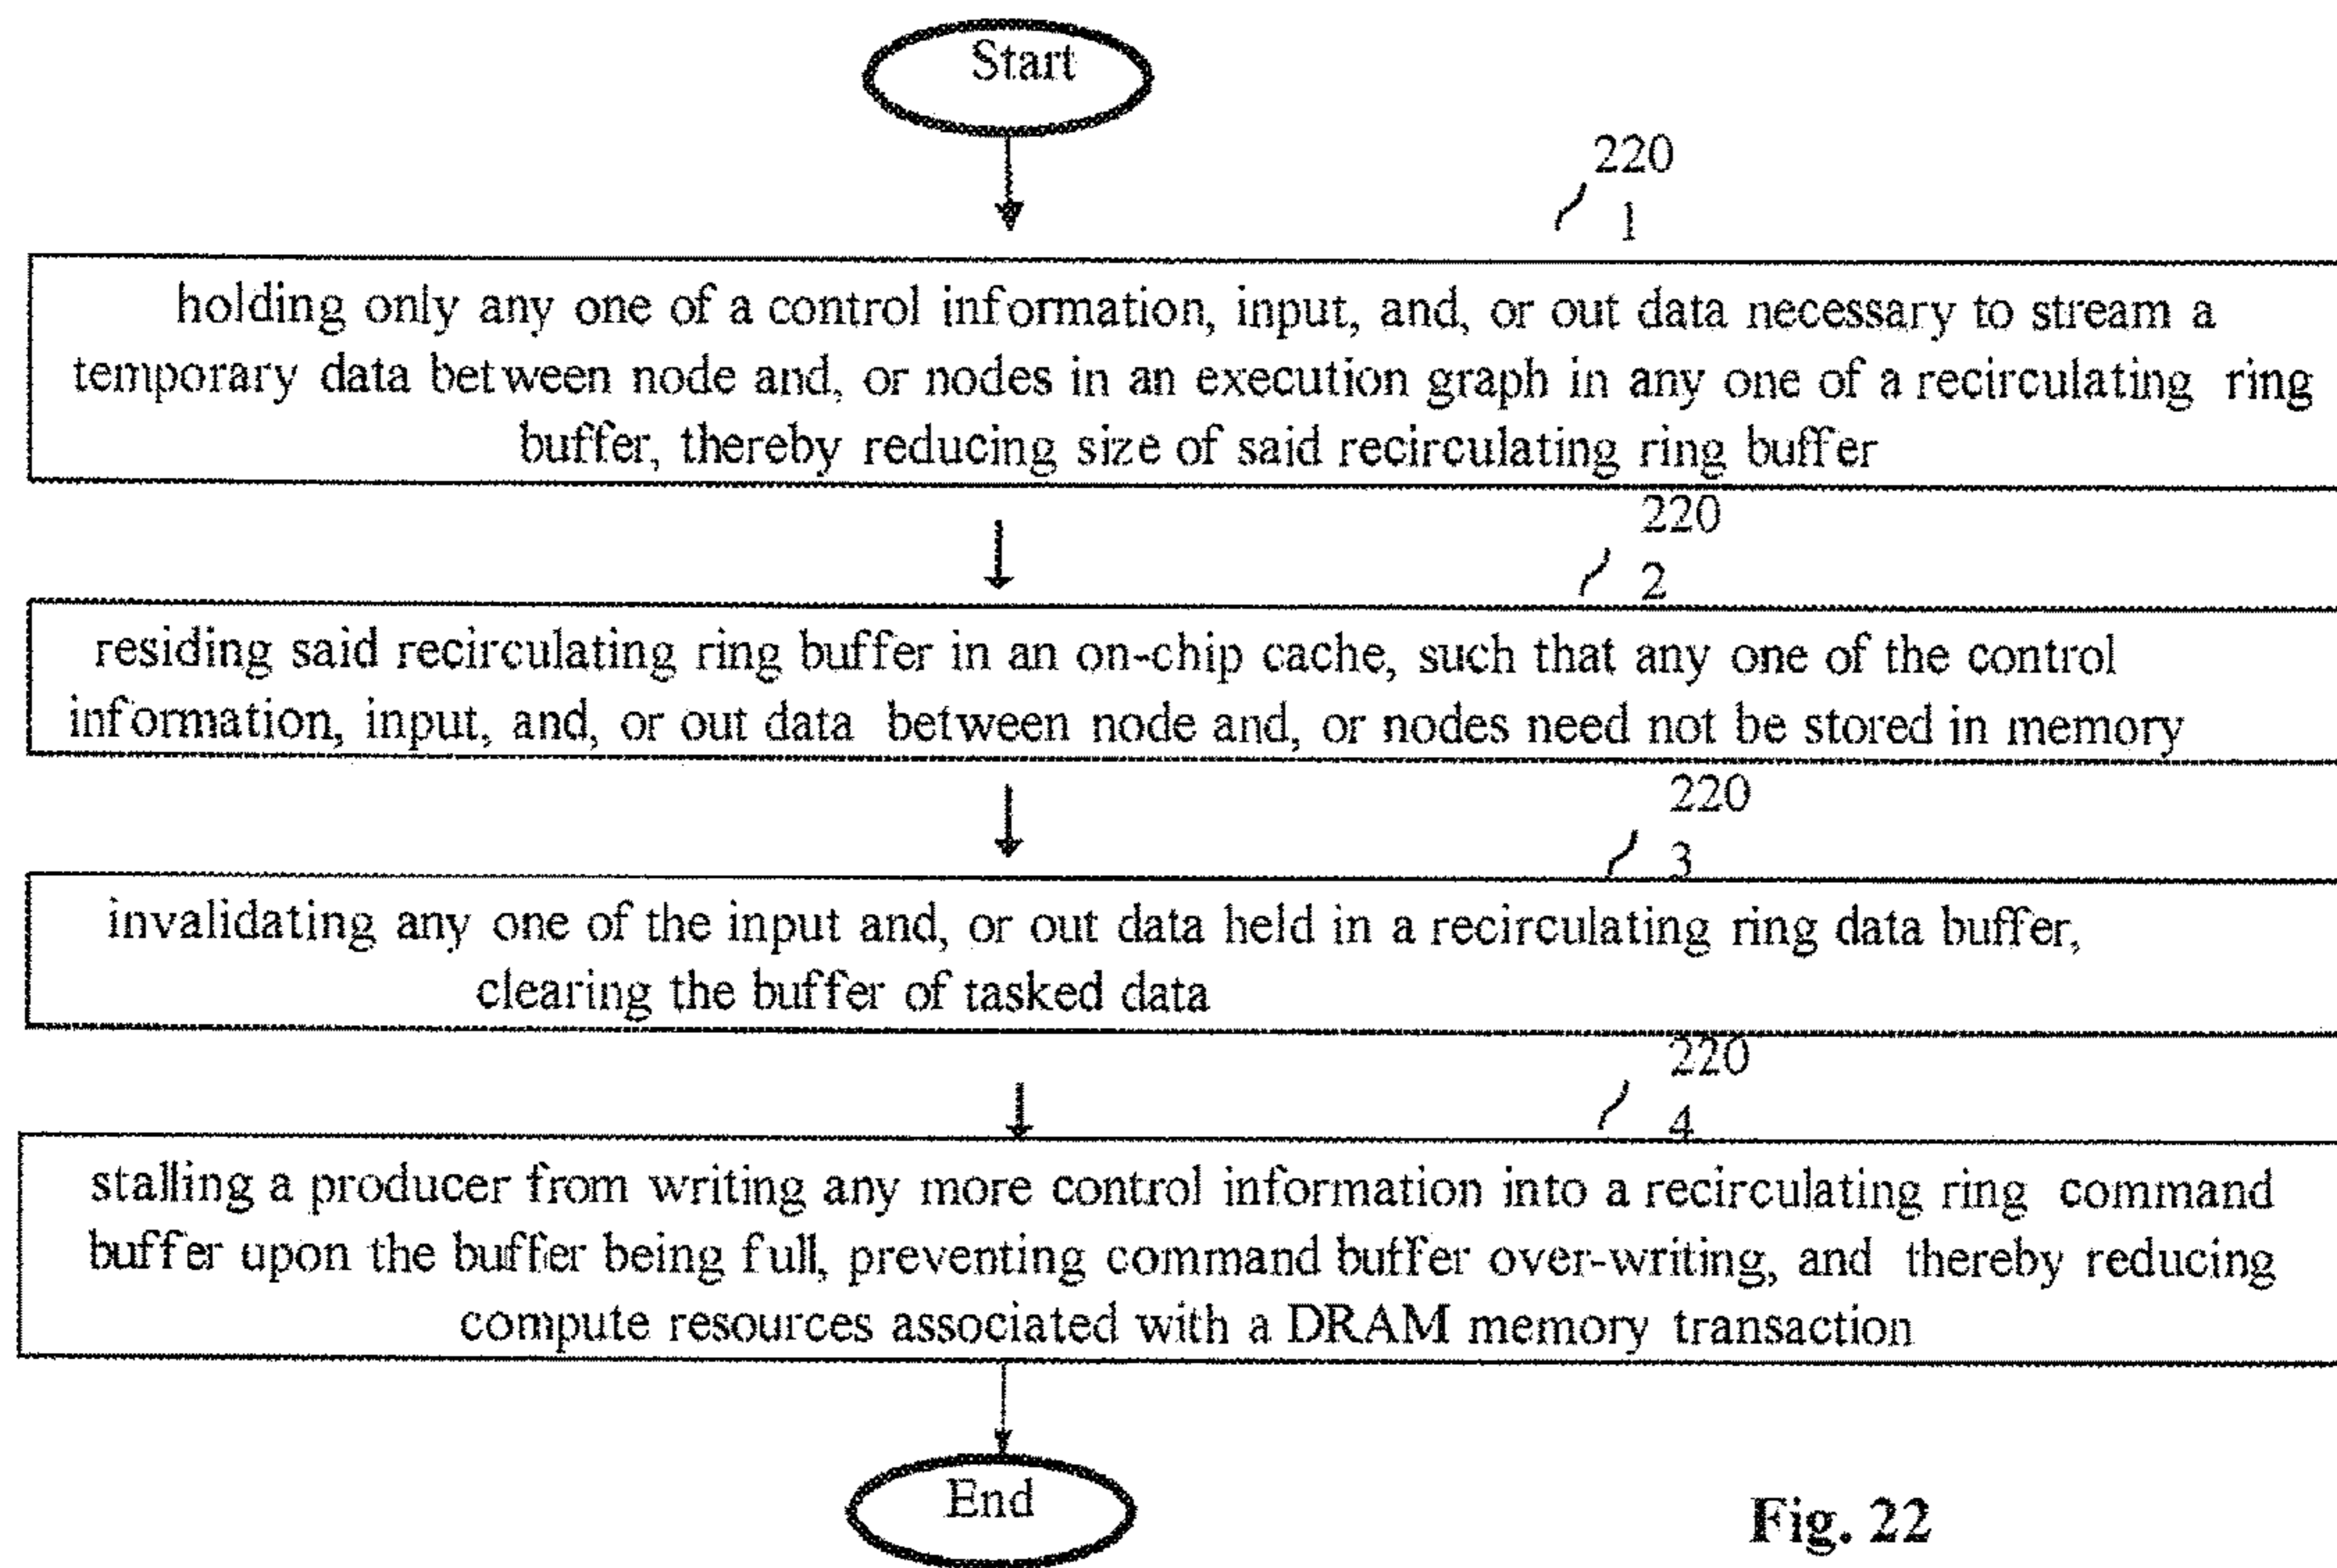 Start
220
1
holding only any one of a control information, input, and, or out data necessary to stream a
temporary data between node and, or nodes in an execution graph in any one of a recirculating ring
buffer, thereby reducing size of said recirculating ring buffer
220
2
residing said recirculating ring buffer in an on-chip cache, such that any one of the control
information, input, and, or out data between node and, or nodes need not be stored in memory
220
3
invalidating any one of the input and, or out data held in a recirculating ring data buffer,
clearing the buffer of tasked data
220
4
stalling a producer from writing any more control information into a recirculating ring command
buffer upon the buffer being full, preventing command buffer over-writing, and thereby reducing
compute resources associated with a DRAM memory transaction
End
Fig. 22